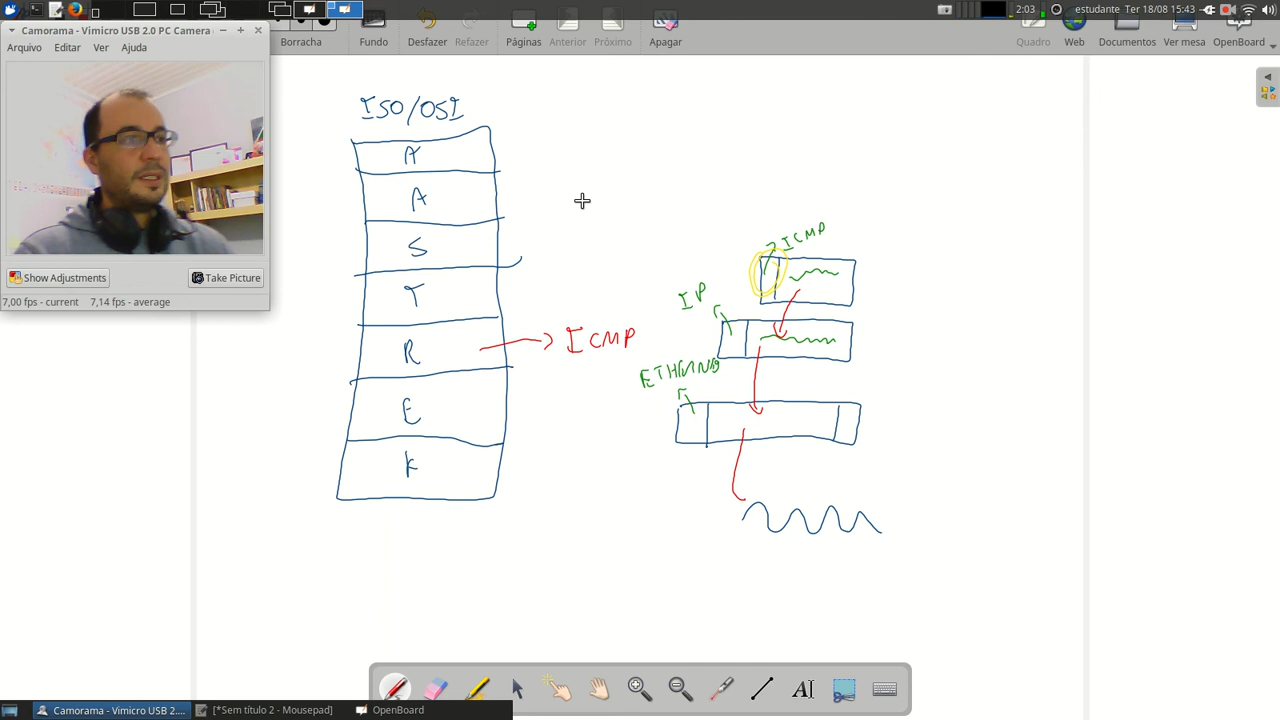 2:03
estudante
Ter 18/08 15:43
Camorama - Vimicro USB 2.0 PC Camera
Arquivo Editar Ver Ajuda
Show Adjustments
Take Picture
7,00 fps - current 7,14 fps - average
Borracha
Fundo
Desfazer
Refazer
Páginas
Anterior
Próximo
Apagar
Quadro
Web
Documentos
Ver mesa
OpenBoard
ISO/OSI
A
A
S
T
R
E
ICMP
ICMP
IP
AI
Camorama - Vimicro USB 2....
[*Sem título 2 - Mousepad]
OpenBoard